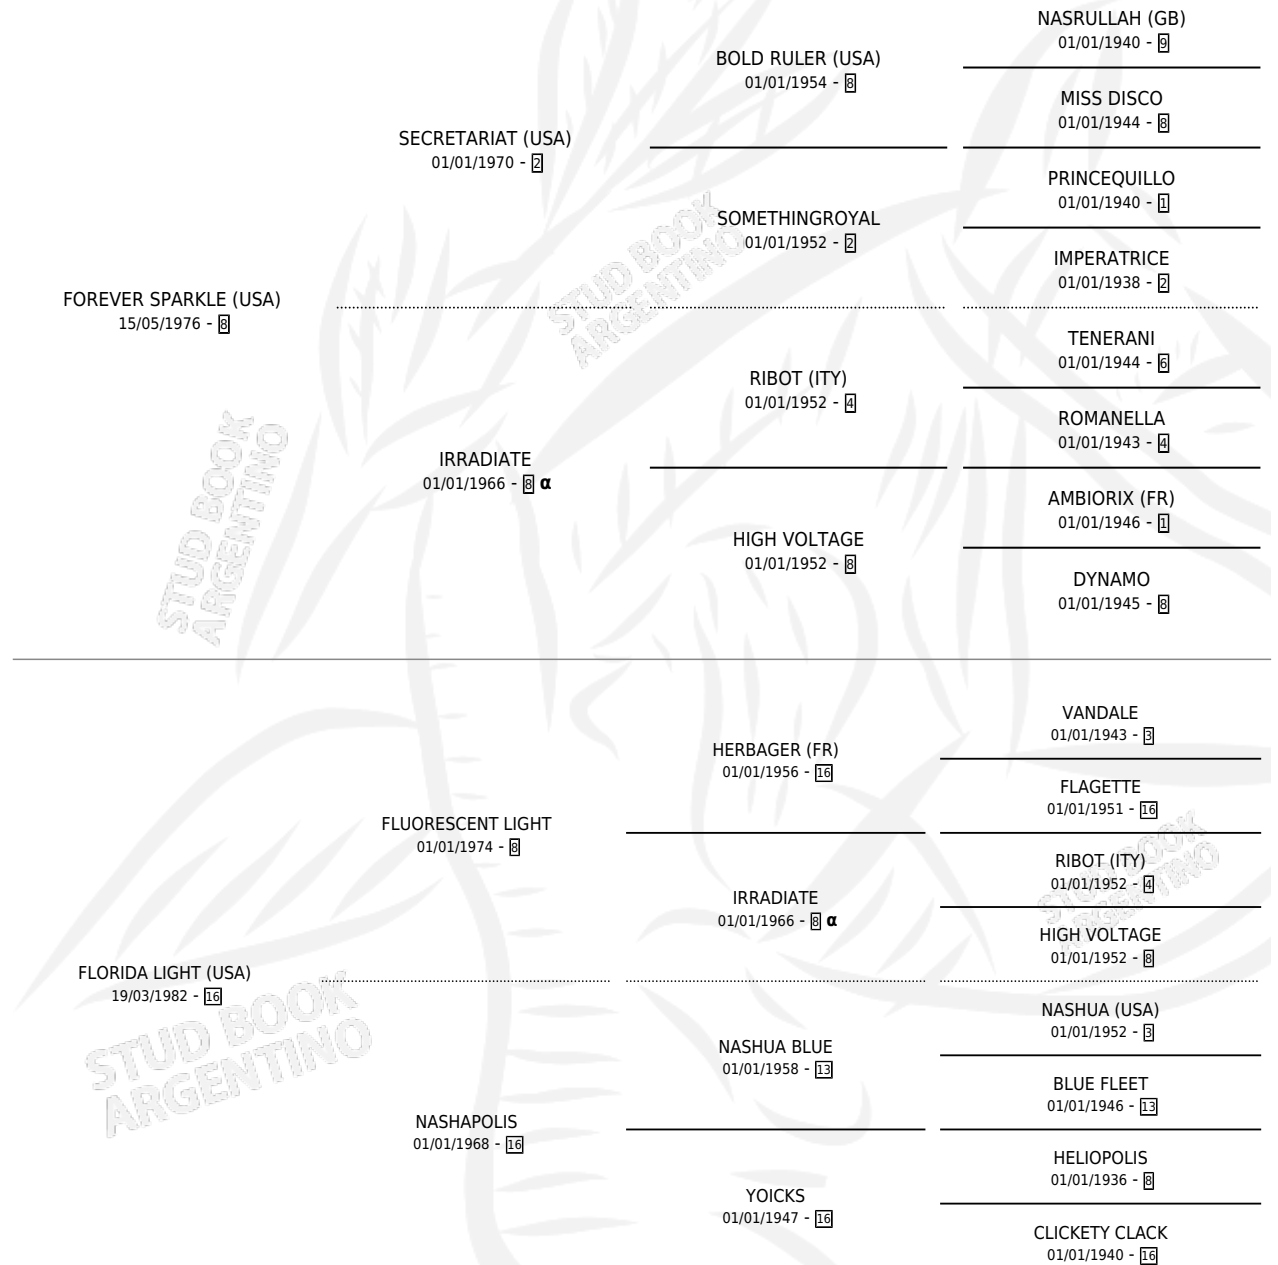 NASRULLAH (GB)
01/01/1940 - 9
BOLD RULER (USA)
01/01/1954 - 8
MISS DISCO
01/01/1944 - 8
SECRETARIAT (USA)
01/01/1970 - 2
PRINCEQUILLO
01/01/1940 - 1
SOMETHINGROYAL
01/01/1952 - 2
IMPERATRICE
01/01/1938 - 2
FOREVER SPARKLE (USA)
15/05/1976 - 8
TENERANI
01/01/1944 - 6
RIBOT (ITY)
01/01/1952 - 4
ROMANELLA
01/01/1943 - 4
IRRADIATE
01/01/1966 - 8 α
AMBIORIX (FR)
01/01/1946 - 1
HIGH VOLTAGE
01/01/1952 - 8
DYNAMO
01/01/1945 - 8
VANDALE
01/01/1943 - 3
HERBAGER (FR)
01/01/1956 - 16
FLAGETTE
01/01/1951 - 16
FLUORESCENT LIGHT
01/01/1974 - 8
RIBOT (ITY)
01/01/1952 - 4
IRRADIATE
01/01/1966 - 8 α
HIGH VOLTAGE
01/01/1952 - 8
FLORIDA LIGHT (USA)
19/03/1982 - 16
NASHUA (USA)
01/01/1952 - 3
NASHUA BLUE
01/01/1958 - 13
BLUE FLEET
01/01/1946 - 13
NASHAPOLIS
01/01/1968 - 16
HELIOPOLIS
01/01/1936 - 8
YOICKS
01/01/1947 - 16
CLICKETY CLACK
01/01/1940 - 16
STUD BOOK
ARGENTINO
STUD BOOK
ARGENTINO
STUD BOOK
ARGENTINO
STUD BOOK
ARGENTINO